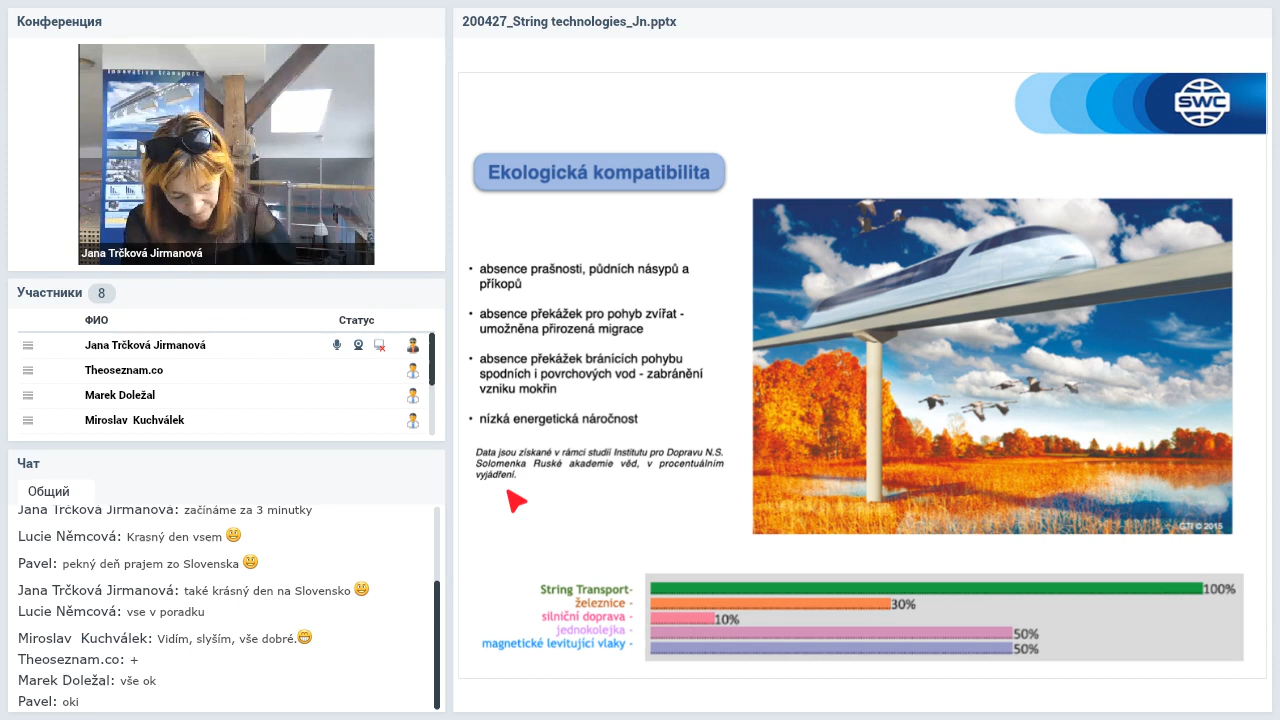 Конференция
innovative transport
Jana Trčková Jirmanová
Участники 8
ФИО Статус
Jana Trčková Jirmanová
Theoseznam.co
Marek Doležal
Miroslav Kuchválek
Чат
Общий
Jana Trčková Jirmanová: začínáme za 3 minutky
Lucie Němcová: Krasný den vsem
Pavel: pekný deň prajem zo Slovenska
Jana Trčková Jirmanová: také krásný den na Slovensko
Lucie Němcová: vse v poradku
Miroslav Kuchválek: Vidím, slyším, vše dobré.
Theoseznam.co: +
Marek Doležal: vše ok
Pavel: oki
200427_String technologies_Jn.pptx
SWC
Ekologická kompatibilita
• absence prašnosti, půdních násypů a
příkopů
• absence překážek pro pohyb zvířat -
umožněna přirozená migrace
• absence překážek bránících pohybu
spodních i povrchových vod - zabránění
vzniku mokřin
• nízká energetická náročnost
Data jsou získané v rámci studií Institutu pro Dopravu N.S.
Solomenka Ruské akademie věd, v procentuálním
vyjádření.
GTI © 2015
String Transport- 100%
železnice - 30%
silniční doprava - 10%
jednokolejka - 50%
magnetické levitující vlaky - 50%